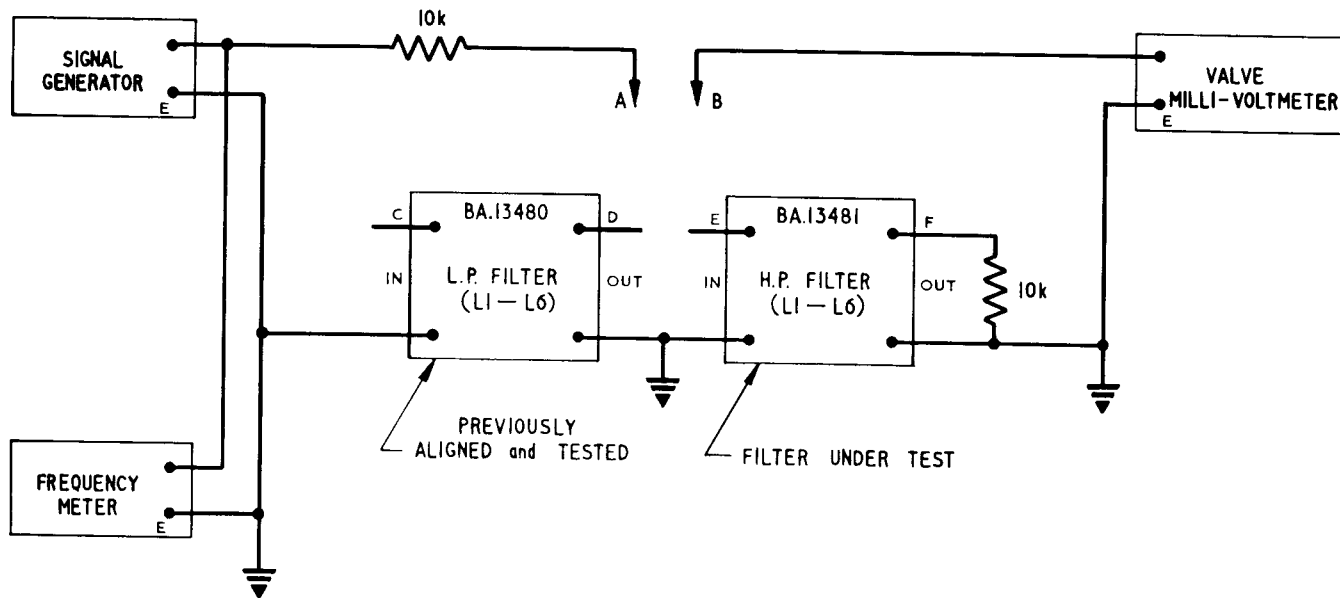 10k
SIGNAL
GENERATOR
E
A
B
VALVE
MILLI-VOLTMETER
E
C
BA.13480
D
IN
L.P. FILTER
(L1 — L6)
OUT
E
BA.13481
F
IN
H.P. FILTER
(L1 — L6)
OUT
10k
PREVIOUSLY
ALIGNED and TESTED
FILTER UNDER TEST
FREQUENCY
METER
E